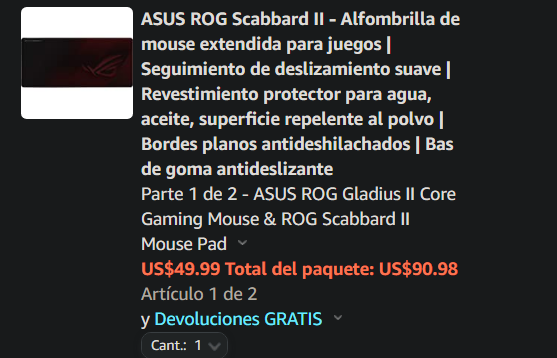 ASUS ROG Scabbard II - Alfombrilla de
mouse extendida para juegos |
Seguimiento de deslizamiento suave |
Revestimiento protector para agua,
aceite, superficie repelente al polvo |
Bordes planos antideshilachados | Bas
de goma antideslizante
Parte 1 de 2 - ASUS ROG Gladius II Core
Gaming Mouse & ROG Scabbard II
Mouse Pad
US$49.99 Total del paquete: US$90.98
Artículo 1 de 2
y Devoluciones GRATIS
Cant.: 1